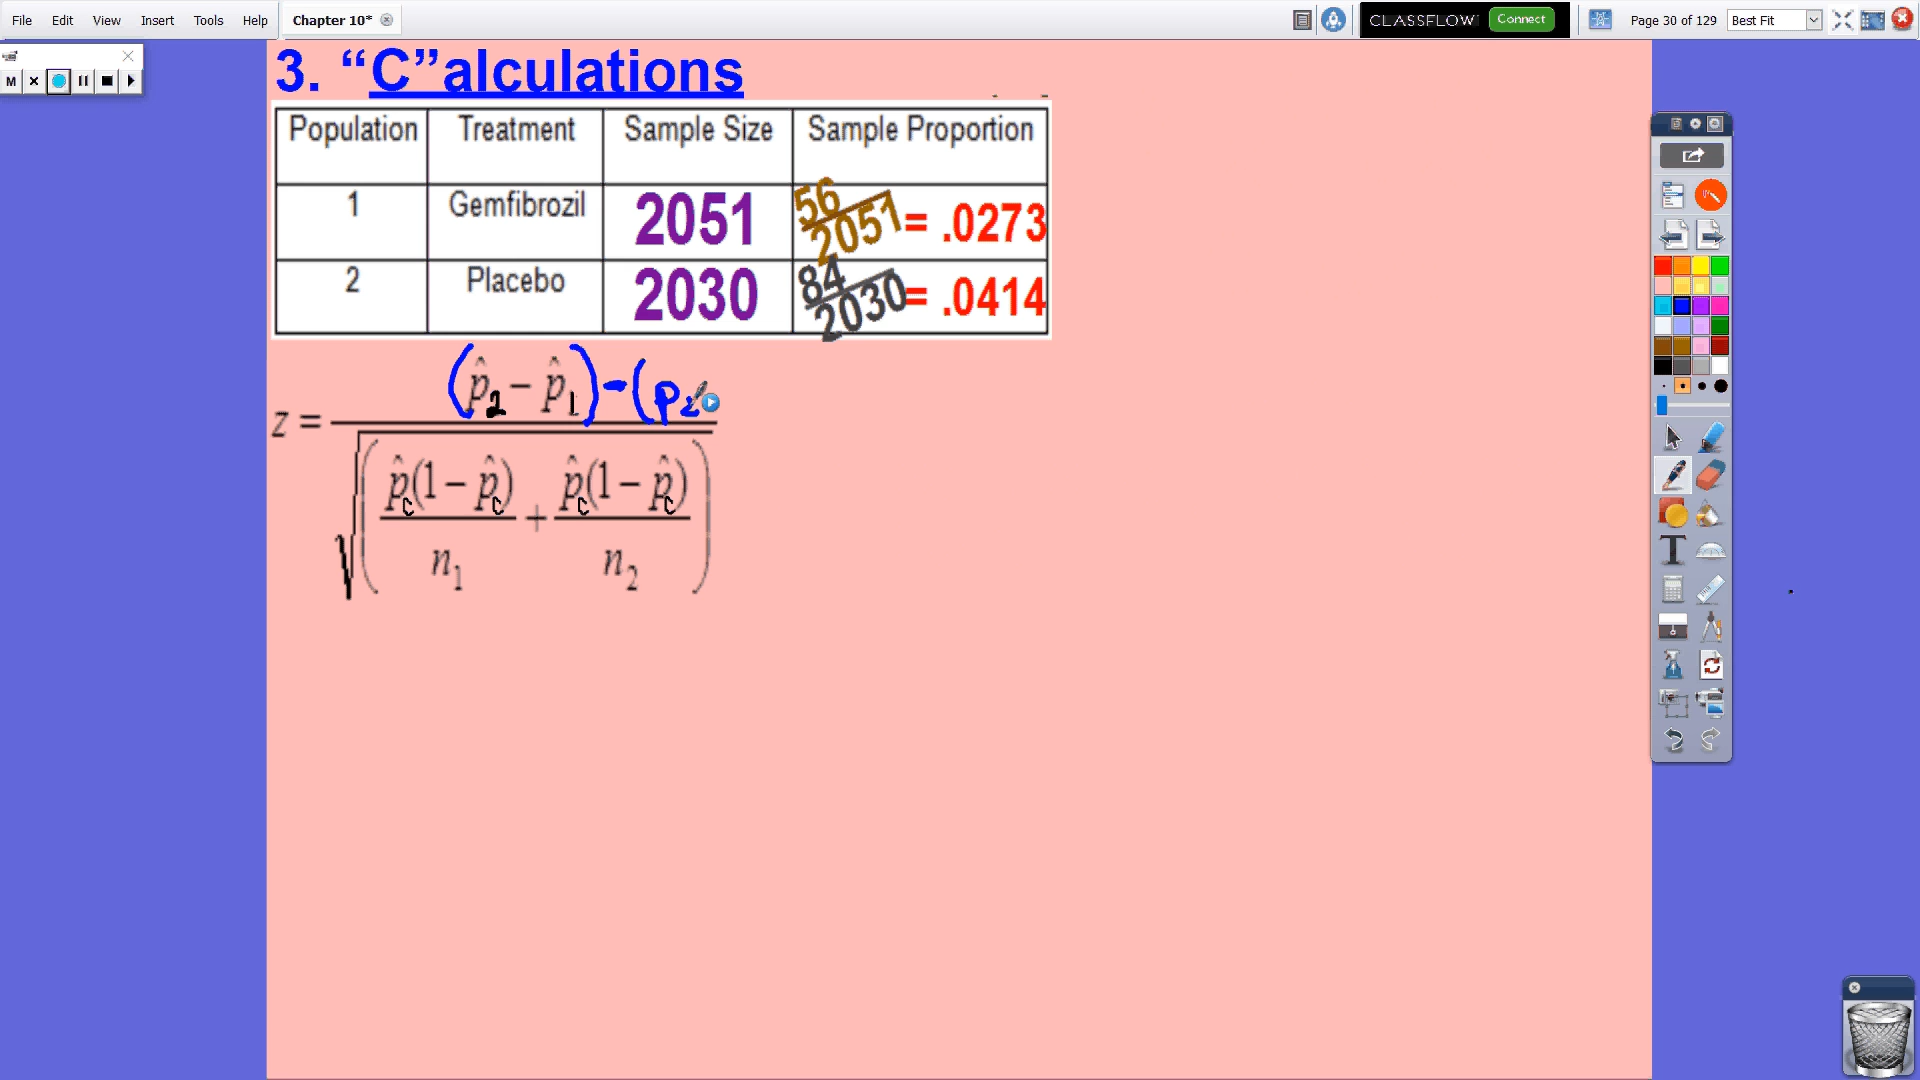 File Edit View Insert Tools Help Chapter 10* CLASSFLOW Connect Page 30 of 129 Best Fit
M
3. “C”alculations
Population Treatment Sample Size Sample Proportion
1 Gemfibrozil 2051 56/2051 = .0273
2 Placebo 2030 84/2030 = .0414
(p̂2 − p̂1) - (p2
z =
√(p̂c(1 − p̂c)/n1 + p̂c(1 − p̂c)/n2)
T